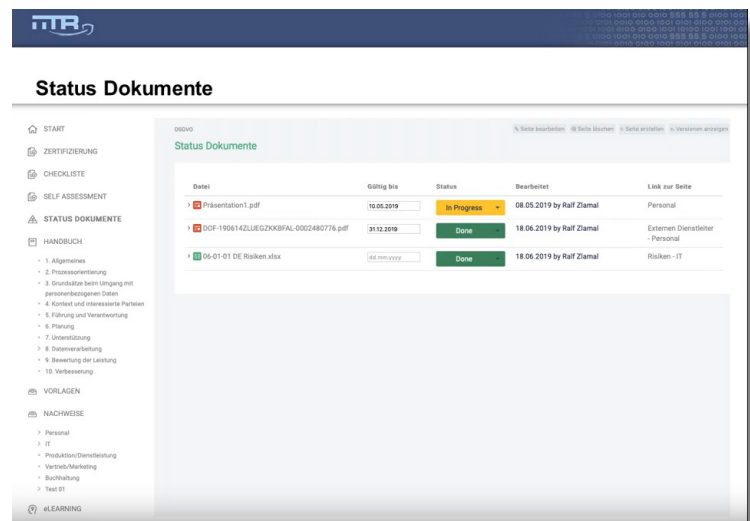 ITR
Status Dokumente
START
ZERTIFIZIERUNG
CHECKLISTE
SELF ASSESSMENT
STATUS DOKUMENTE
HANDBUCH
1. Allgemeines
2. Prozessorientierung
3. Grundsätze beim Umgang mit
personenbezogenen Daten
4. Kontext und interessierte Parteien
5. Führung und Verantwortung
6. Planung
7. Unterstützung
8. Datenverarbeitung
9. Bewertung der Leistung
10. Verbesserung
VORLAGEN
NACHWEISE
Personal
IT
Produktion/Dienstleistung
Vertrieb/Marketing
Buchhaltung
Test 01
eLEARNING
DSGVO
Seite bearbeiten Seite löschen Seite erstellen Versionen anzeigen
Status Dokumente
Datei Gültig bis Status Bearbeitet Link zur Seite
Präsentation1.pdf 10.05.2019 In Progress 08.05.2019 by Ralf Zlamal Personal
DOF-190614ZLUEGZKKBFAL-0002480776.pdf 31.12.2019 Done 18.06.2019 by Ralf Zlamal Externen Dienstleiter
- Personal
06-01-01 DE Risiken.xlsx dd.mm.yyyy Done 18.06.2019 by Ralf Zlamal Risiken - IT